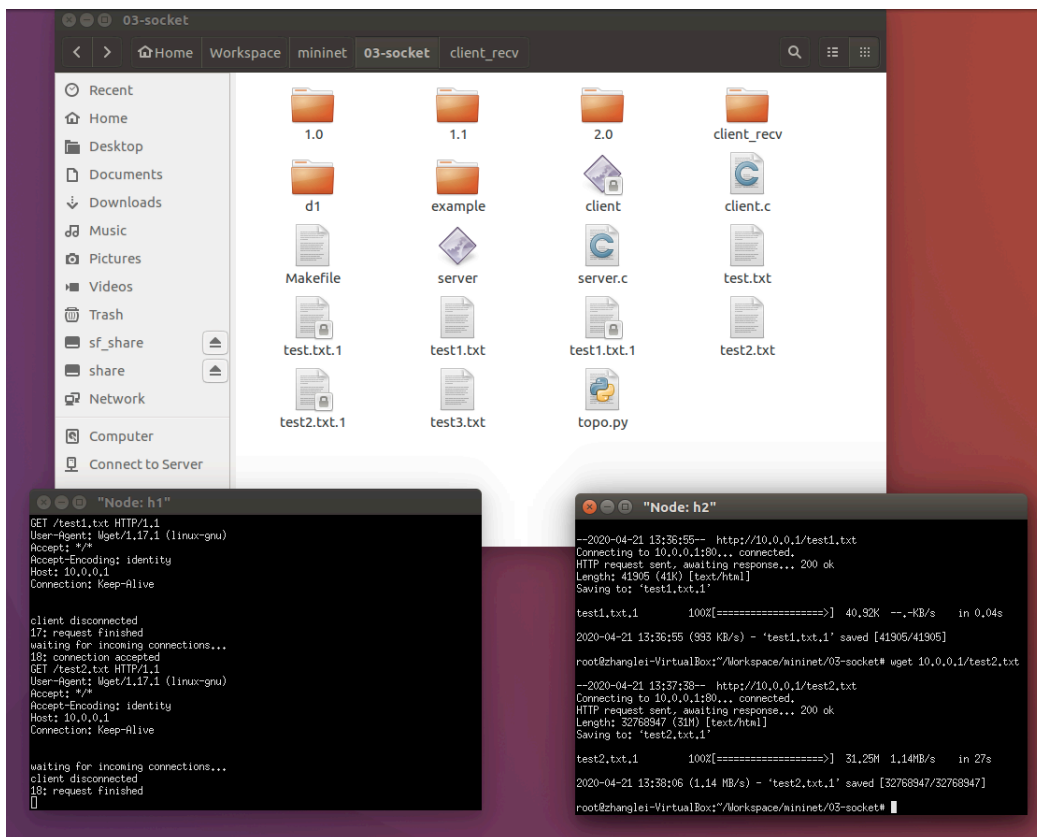 03-socket
Home Workspace mininet 03-socket client_recv
Recent
Home
Desktop
Documents
Downloads
Music
Pictures
Videos
Trash
sf_share
share
Network
Computer
Connect to Server
1.0 1.1 2.0 client_recv
d1 example client client.c
Makefile server server.c test.txt
test.txt.1 test1.txt test1.txt.1 test2.txt
test2.txt.1 test3.txt topo.py
"Node: h1"
GET /test1.txt HTTP/1.1
User-Agent: Wget/1.17.1 (linux-gnu)
Accept: */*
Accept-Encoding: identity
Host: 10.0.0.1
Connection: Keep-Alive
client disconnected
17: request finished
waiting for incoming connections...
18: connection accepted
GET /test2.txt HTTP/1.1
User-Agent: Wget/1.17.1 (linux-gnu)
Accept: */*
Accept-Encoding: identity
Host: 10.0.0.1
Connection: Keep-Alive
waiting for incoming connections...
client disconnected
18: request finished
"Node: h2"
--2020-04-21 13:36:55-- http://10.0.0.1/test1.txt
Connecting to 10.0.0.1:80... connected.
HTTP request sent, awaiting response... 200 ok
Length: 41905 (41K) [text/html]
Saving to: ‘test1.txt.1’
test1.txt.1 100%[===================>] 40.92K --.-KB/s in 0.04s
2020-04-21 13:36:55 (993 KB/s) - ‘test1.txt.1’ saved [41905/41905]
root@zhanglei-VirtualBox:~/Workspace/mininet/03-socket# wget 10.0.0.1/test2.txt
--2020-04-21 13:37:38-- http://10.0.0.1/test2.txt
Connecting to 10.0.0.1:80... connected.
HTTP request sent, awaiting response... 200 ok
Length: 32768947 (31M) [text/html]
Saving to: ‘test2.txt.1’
test2.txt.1 100%[===================>] 31.25M 1.14MB/s in 27s
2020-04-21 13:38:06 (1.14 MB/s) - ‘test2.txt.1’ saved [32768947/32768947]
root@zhanglei-VirtualBox:~/Workspace/mininet/03-socket#